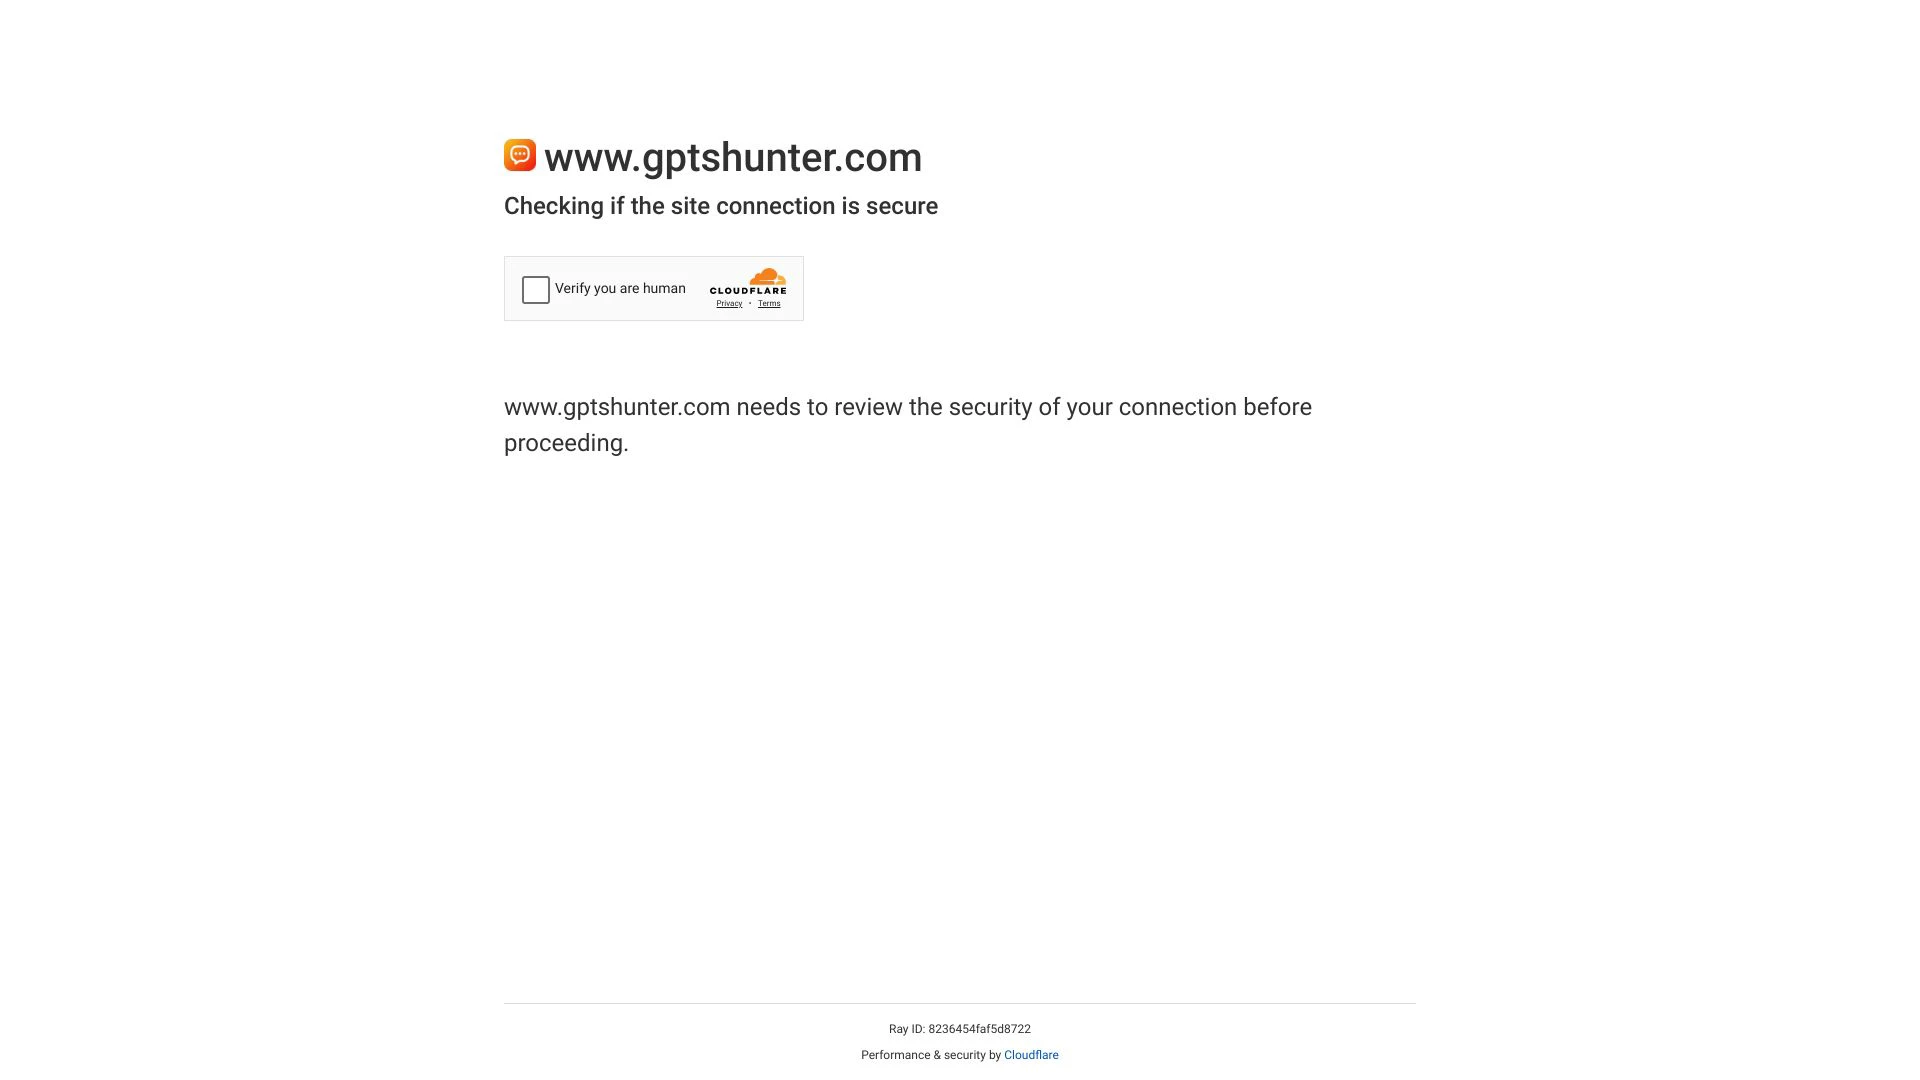 www.gptshunter.com
Checking if the site connection is secure
Verify you are human
CLOUDFLARE
Privacy • Terms
www.gptshunter.com needs to review the security of your connection before
proceeding.
Ray ID: 8236454faf5d8722
Performance & security by Cloudflare